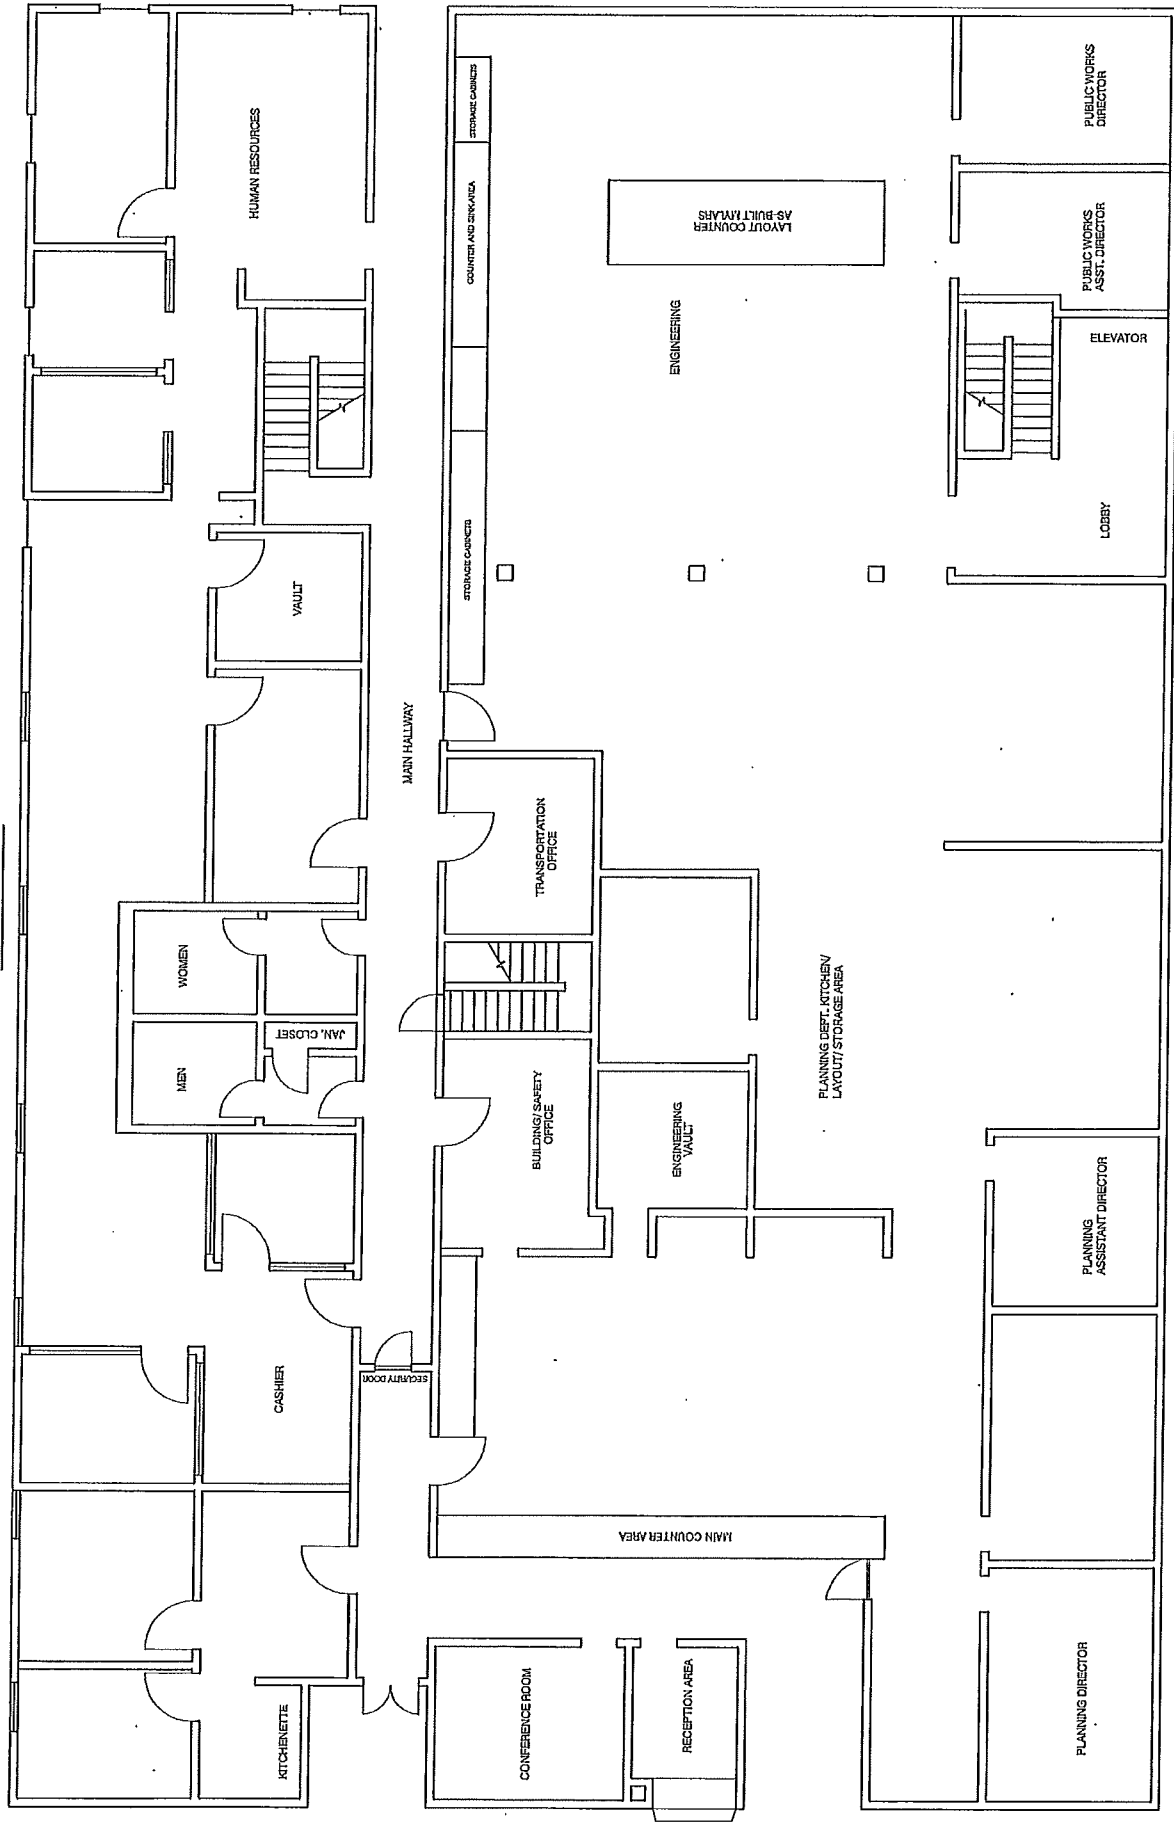 HUMAN RESOURCES
STORAGE CABINETS
COUNTER AND SINK AREA
LAYOUT COUNTER
AS-BUILT MYLARS
PUBLIC WORKS
DIRECTOR
PUBLIC WORKS
ASST. DIRECTOR
ELEVATOR
ENGINEERING
LOBBY
STORAGE CABINETS
VAULT
MAIN HALLWAY
TRANSPORTATION
OFFICE
WOMEN
JAN. CLOSET
MEN
PLANNING DEPT. KITCHEN/
LAYOUT/ STORAGE AREA
BUILDING/ SAFETY
OFFICE
ENGINEERING
VAULT
PLANNING
ASSISTANT DIRECTOR
CASHIER
SECURITY DOOR
MAIN COUNTER AREA
KITCHENETTE
CONFERENCE ROOM
RECEPTION AREA
PLANNING DIRECTOR